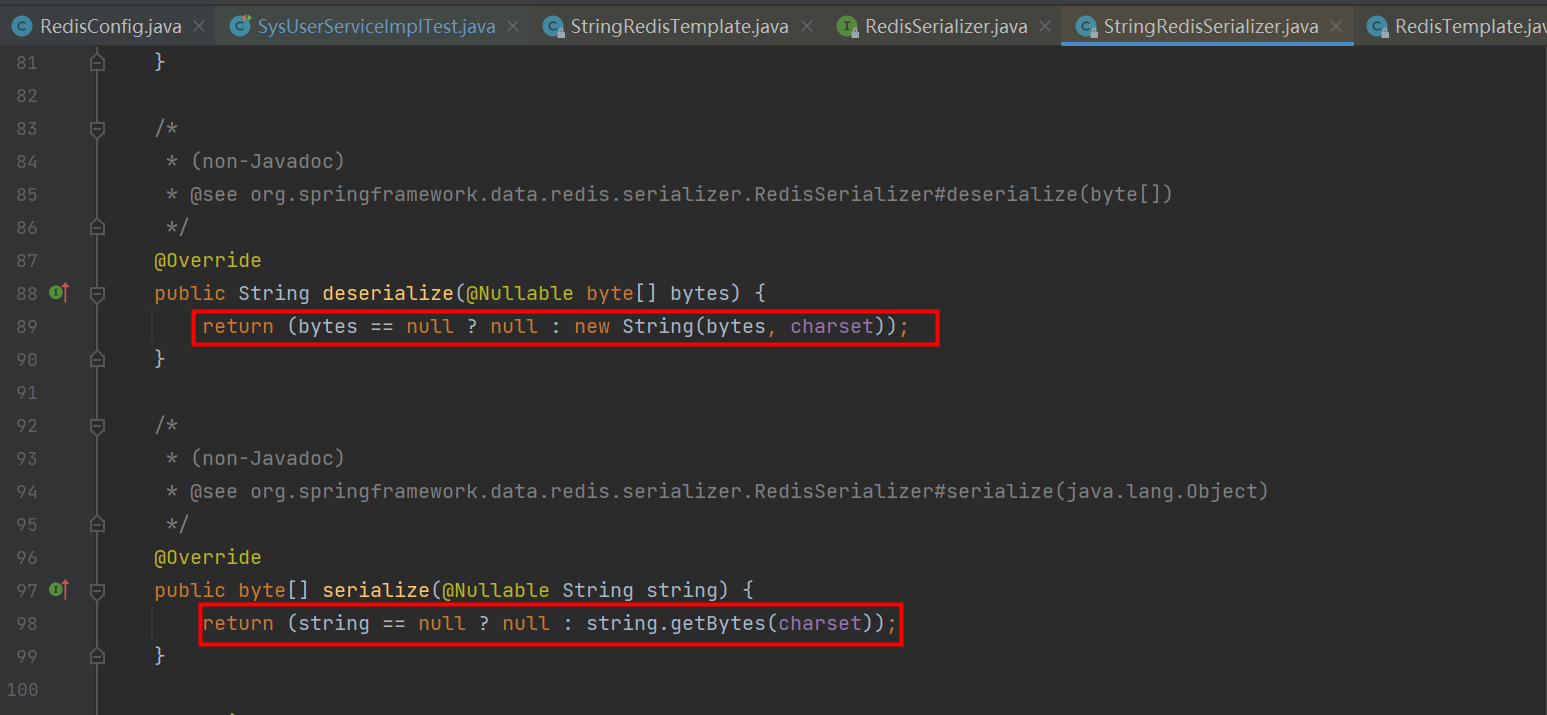 RedisConfig.java SysUserServiceImplTest.java StringRedisTemplate.java RedisSerializer.java StringRedisSerializer.java RedisTemplate.jav
81 }
82
83 /*
84 * (non-Javadoc)
85 * @see org.springframework.data.redis.serializer.RedisSerializer#deserialize(byte[])
86 */
87 @Override
88 public String deserialize(@Nullable byte[] bytes) {
89 return (bytes == null ? null : new String(bytes, charset));
90 }
91
92 /*
93 * (non-Javadoc)
94 * @see org.springframework.data.redis.serializer.RedisSerializer#serialize(java.lang.Object)
95 */
96 @Override
97 public byte[] serialize(@Nullable String string) {
98 return (string == null ? null : string.getBytes(charset));
99 }
100